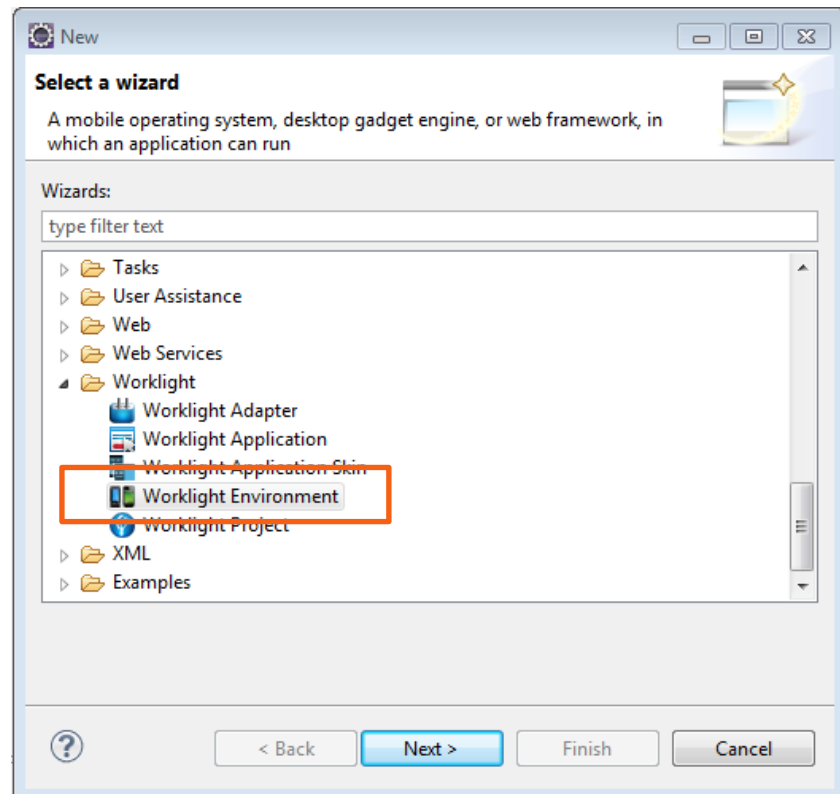 New
Select a wizard
A mobile operating system, desktop gadget engine, or web framework, in
which an application can run
Wizards:
type filter text
Tasks
User Assistance
Web
Web Services
Worklight
Worklight Adapter
Worklight Application
Worklight Application Skin
Worklight Environment
Worklight Project
XML
Examples
?
< Back Next > Finish Cancel